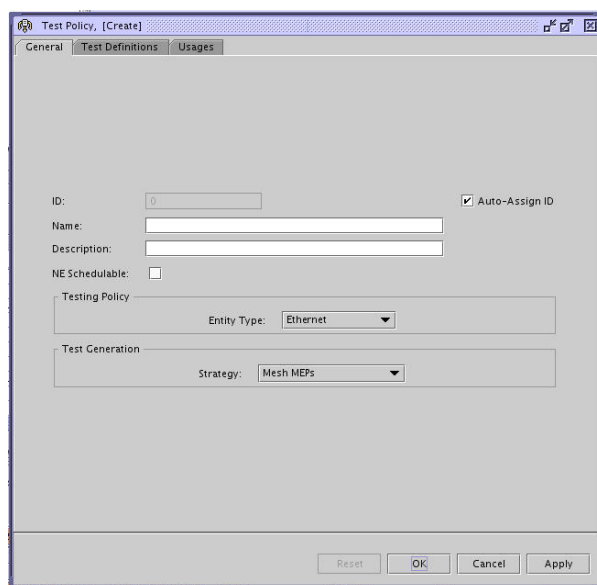 Test Policy, [Create]
General Test Definitions Usages
ID: 0 Auto-Assign ID
Name:
Description:
NE Schedulable:
Testing Policy
Entity Type: Ethernet
Test Generation
Strategy: Mesh MEPs
Reset OK Cancel Apply